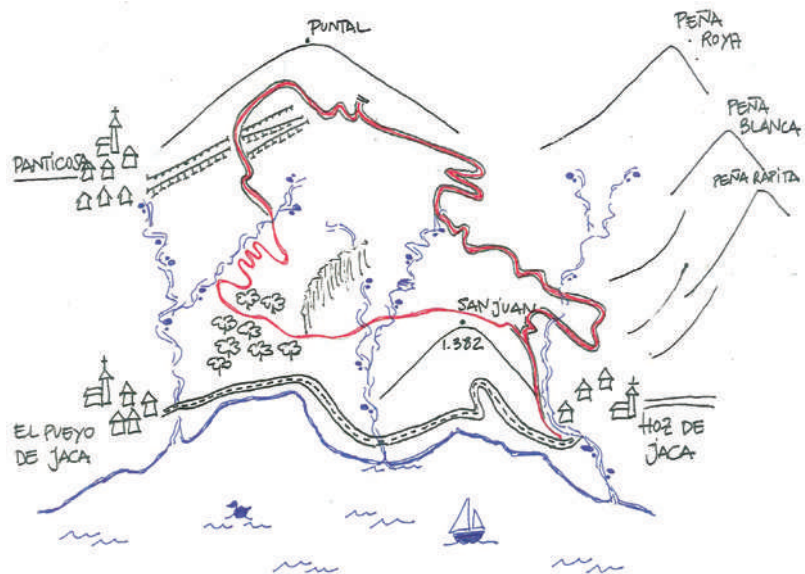 PUNTAL
PEÑA
ROYA
PEÑA
BLANCA
PEÑA RAPITA
PANTICOSA
SAN JUAN
1.382
EL PUEYO
DE JACA
HOZ DE
JACA